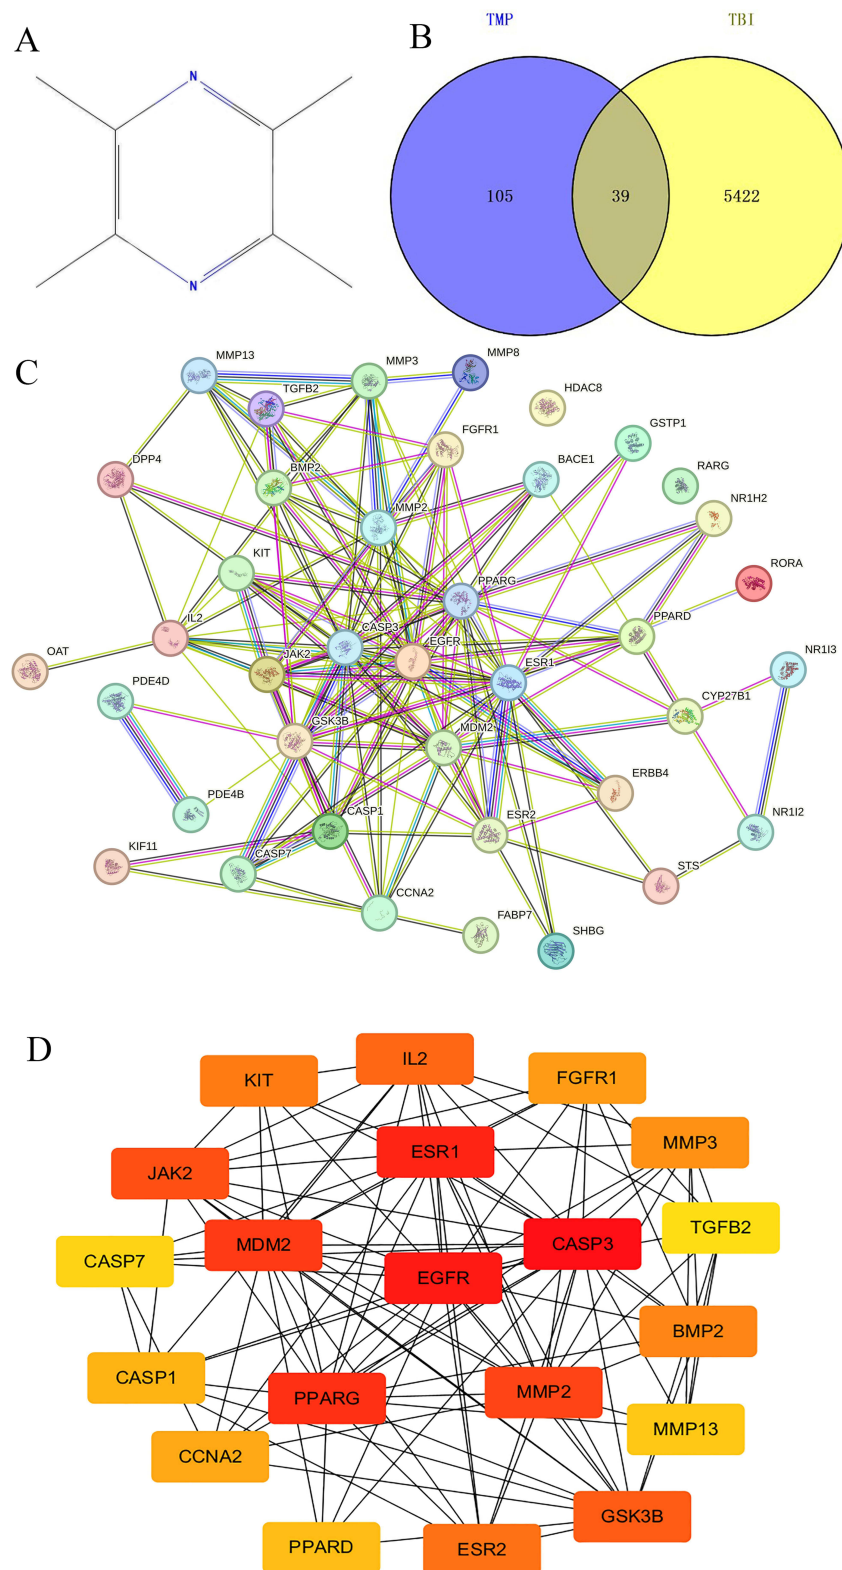 A
N
N
B
TMP
TBI
105
39
5422
C
MMP13
MMP3
MMP8
TGFB2
HDAC8
FGFR1
GSTP1
DPP4
BMP2
BACE1
RARG
MMP2
NR1H2
KIT
PPARG
RORA
IL2
CASP3
EGFR
PPARD
OAT
JAK2
ESR1
NR1I3
PDE4D
GSK3B
MDM2
CYP27B1
PDE4B
ERBB4
CASP1
ESR2
NR1I2
KIF11
CASP7
STS
CCNA2
FABP7
SHBG
D
IL2
KIT
FGFR1
ESR1
MMP3
JAK2
TGFB2
MDM2
CASP3
CASP7
EGFR
BMP2
CASP1
PPARG
MMP2
MMP13
CCNA2
GSK3B
PPARD
ESR2